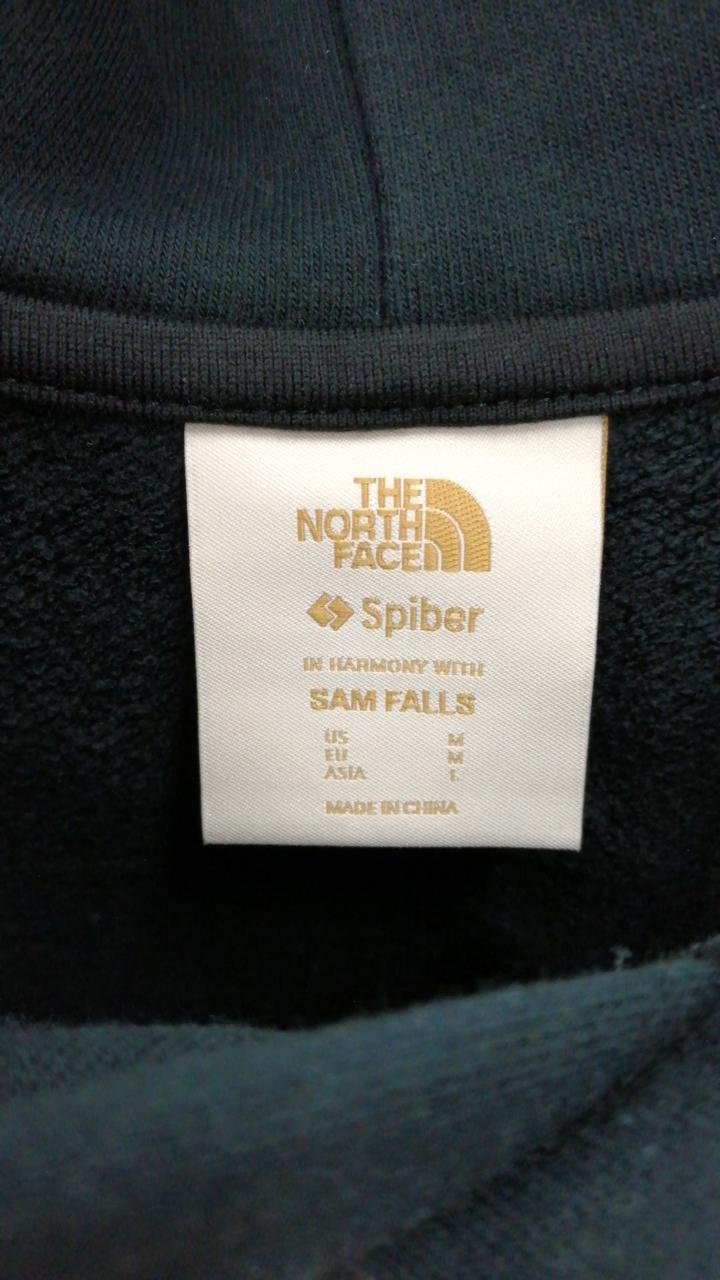 THE
NORTH
FACE
Spiber
IN HARMONY WITH
SAM FALLS
US M
EU M
ASIA L
MADE IN CHINA